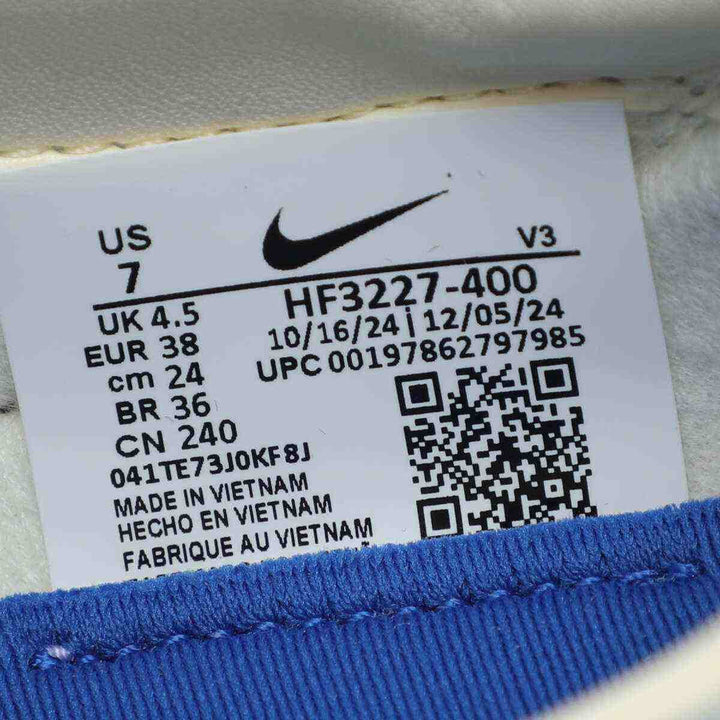 US
7
V3
UK 4.5
EUR 38
cm 24
BR 36
CN 240
HF3227-400
10/16/24 | 12/05/24
UPC 00197862797985
041TE73J0KF8J
MADE IN VIETNAM
HECHO EN VIETNAM
FABRIQUE AU VIETNAM